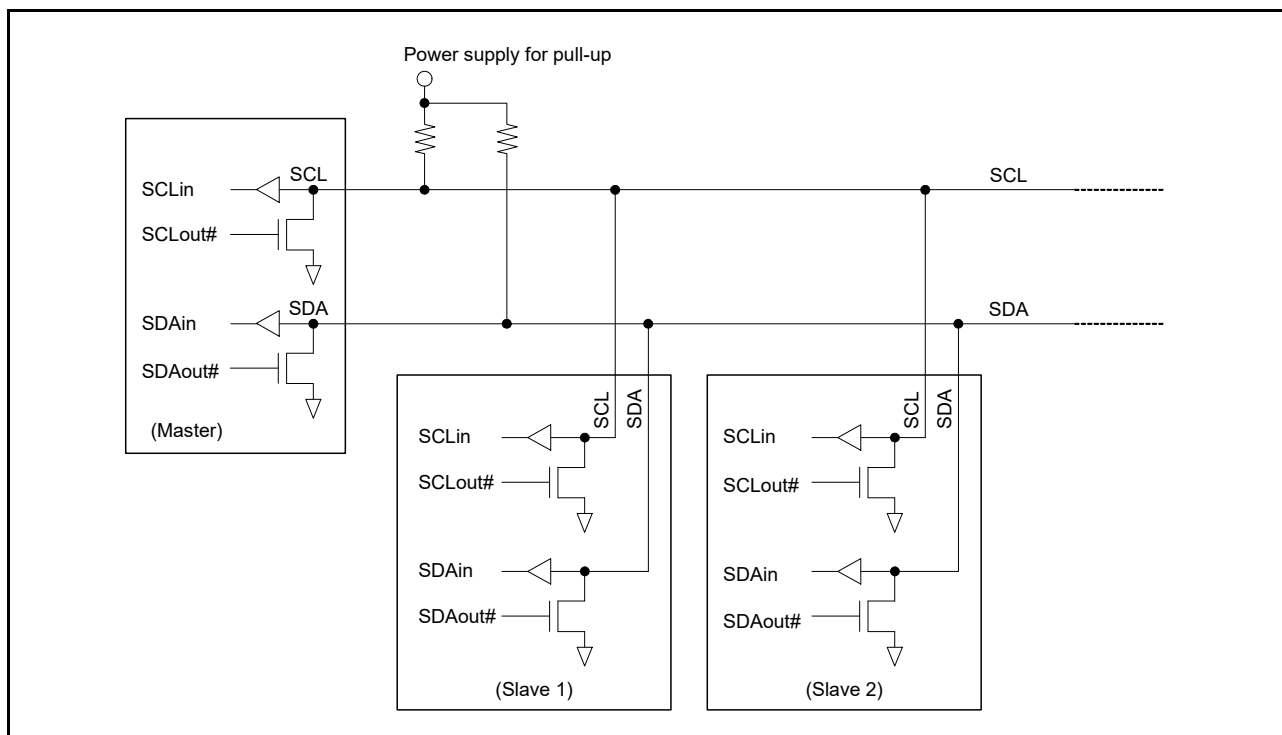 Power supply for pull-up
SCL
SCLin
SCLout#
SDA
SDAin
SDAout#
(Master)
SCL
SDA
SCL
SDA
SCLin
SCLout#
SDAin
SDAout#
(Slave 1)
SCL
SDA
SCLin
SCLout#
SDAin
SDAout#
(Slave 2)